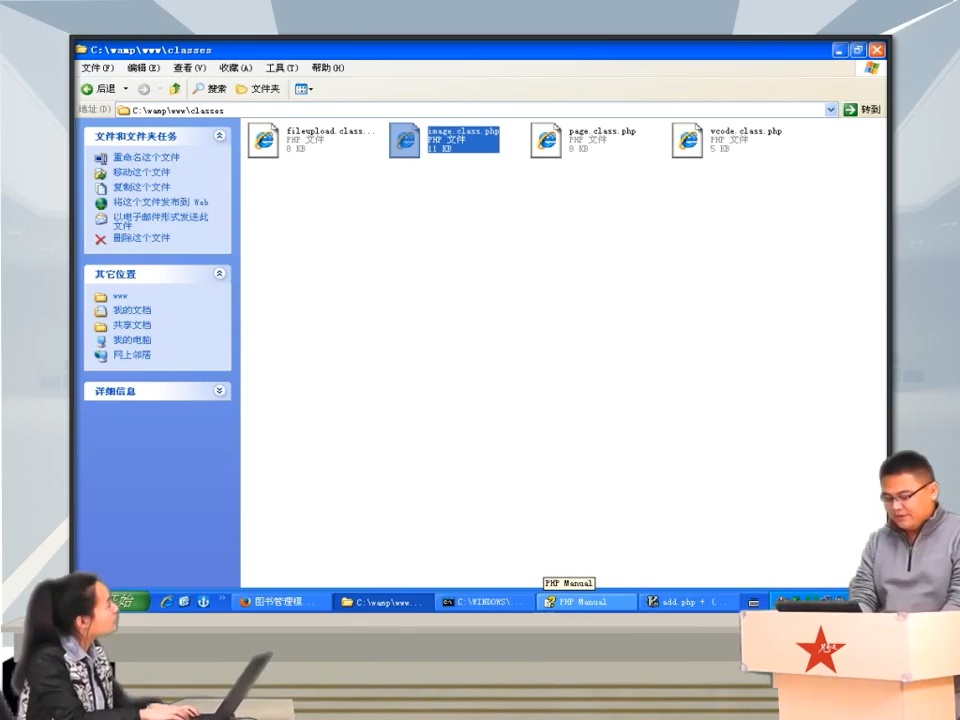 C:\wamp\www\classes
文件(F) 编辑(E) 查看(V) 收藏(A) 工具(T) 帮助(H)
后退 搜索 文件夹
地址(D) C:\wamp\www\classes 转到
文件和文件夹任务
重命名这个文件
移动这个文件
复制这个文件
将这个文件发布到 Web
以电子邮件形式发送此
文件
删除这个文件
其它位置
www
我的文档
共享文档
我的电脑
网上邻居
详细信息
fileupload.class...
PHP 文件
8 KB
image.class.php
PHP 文件
11 KB
page.class.php
PHP 文件
8 KB
vcode.class.php
PHP 文件
5 KB
PHP Manual
开始 图书管理模... C:\wamp\www... C:\WINDOWS\... PHP Manual add.php + (...